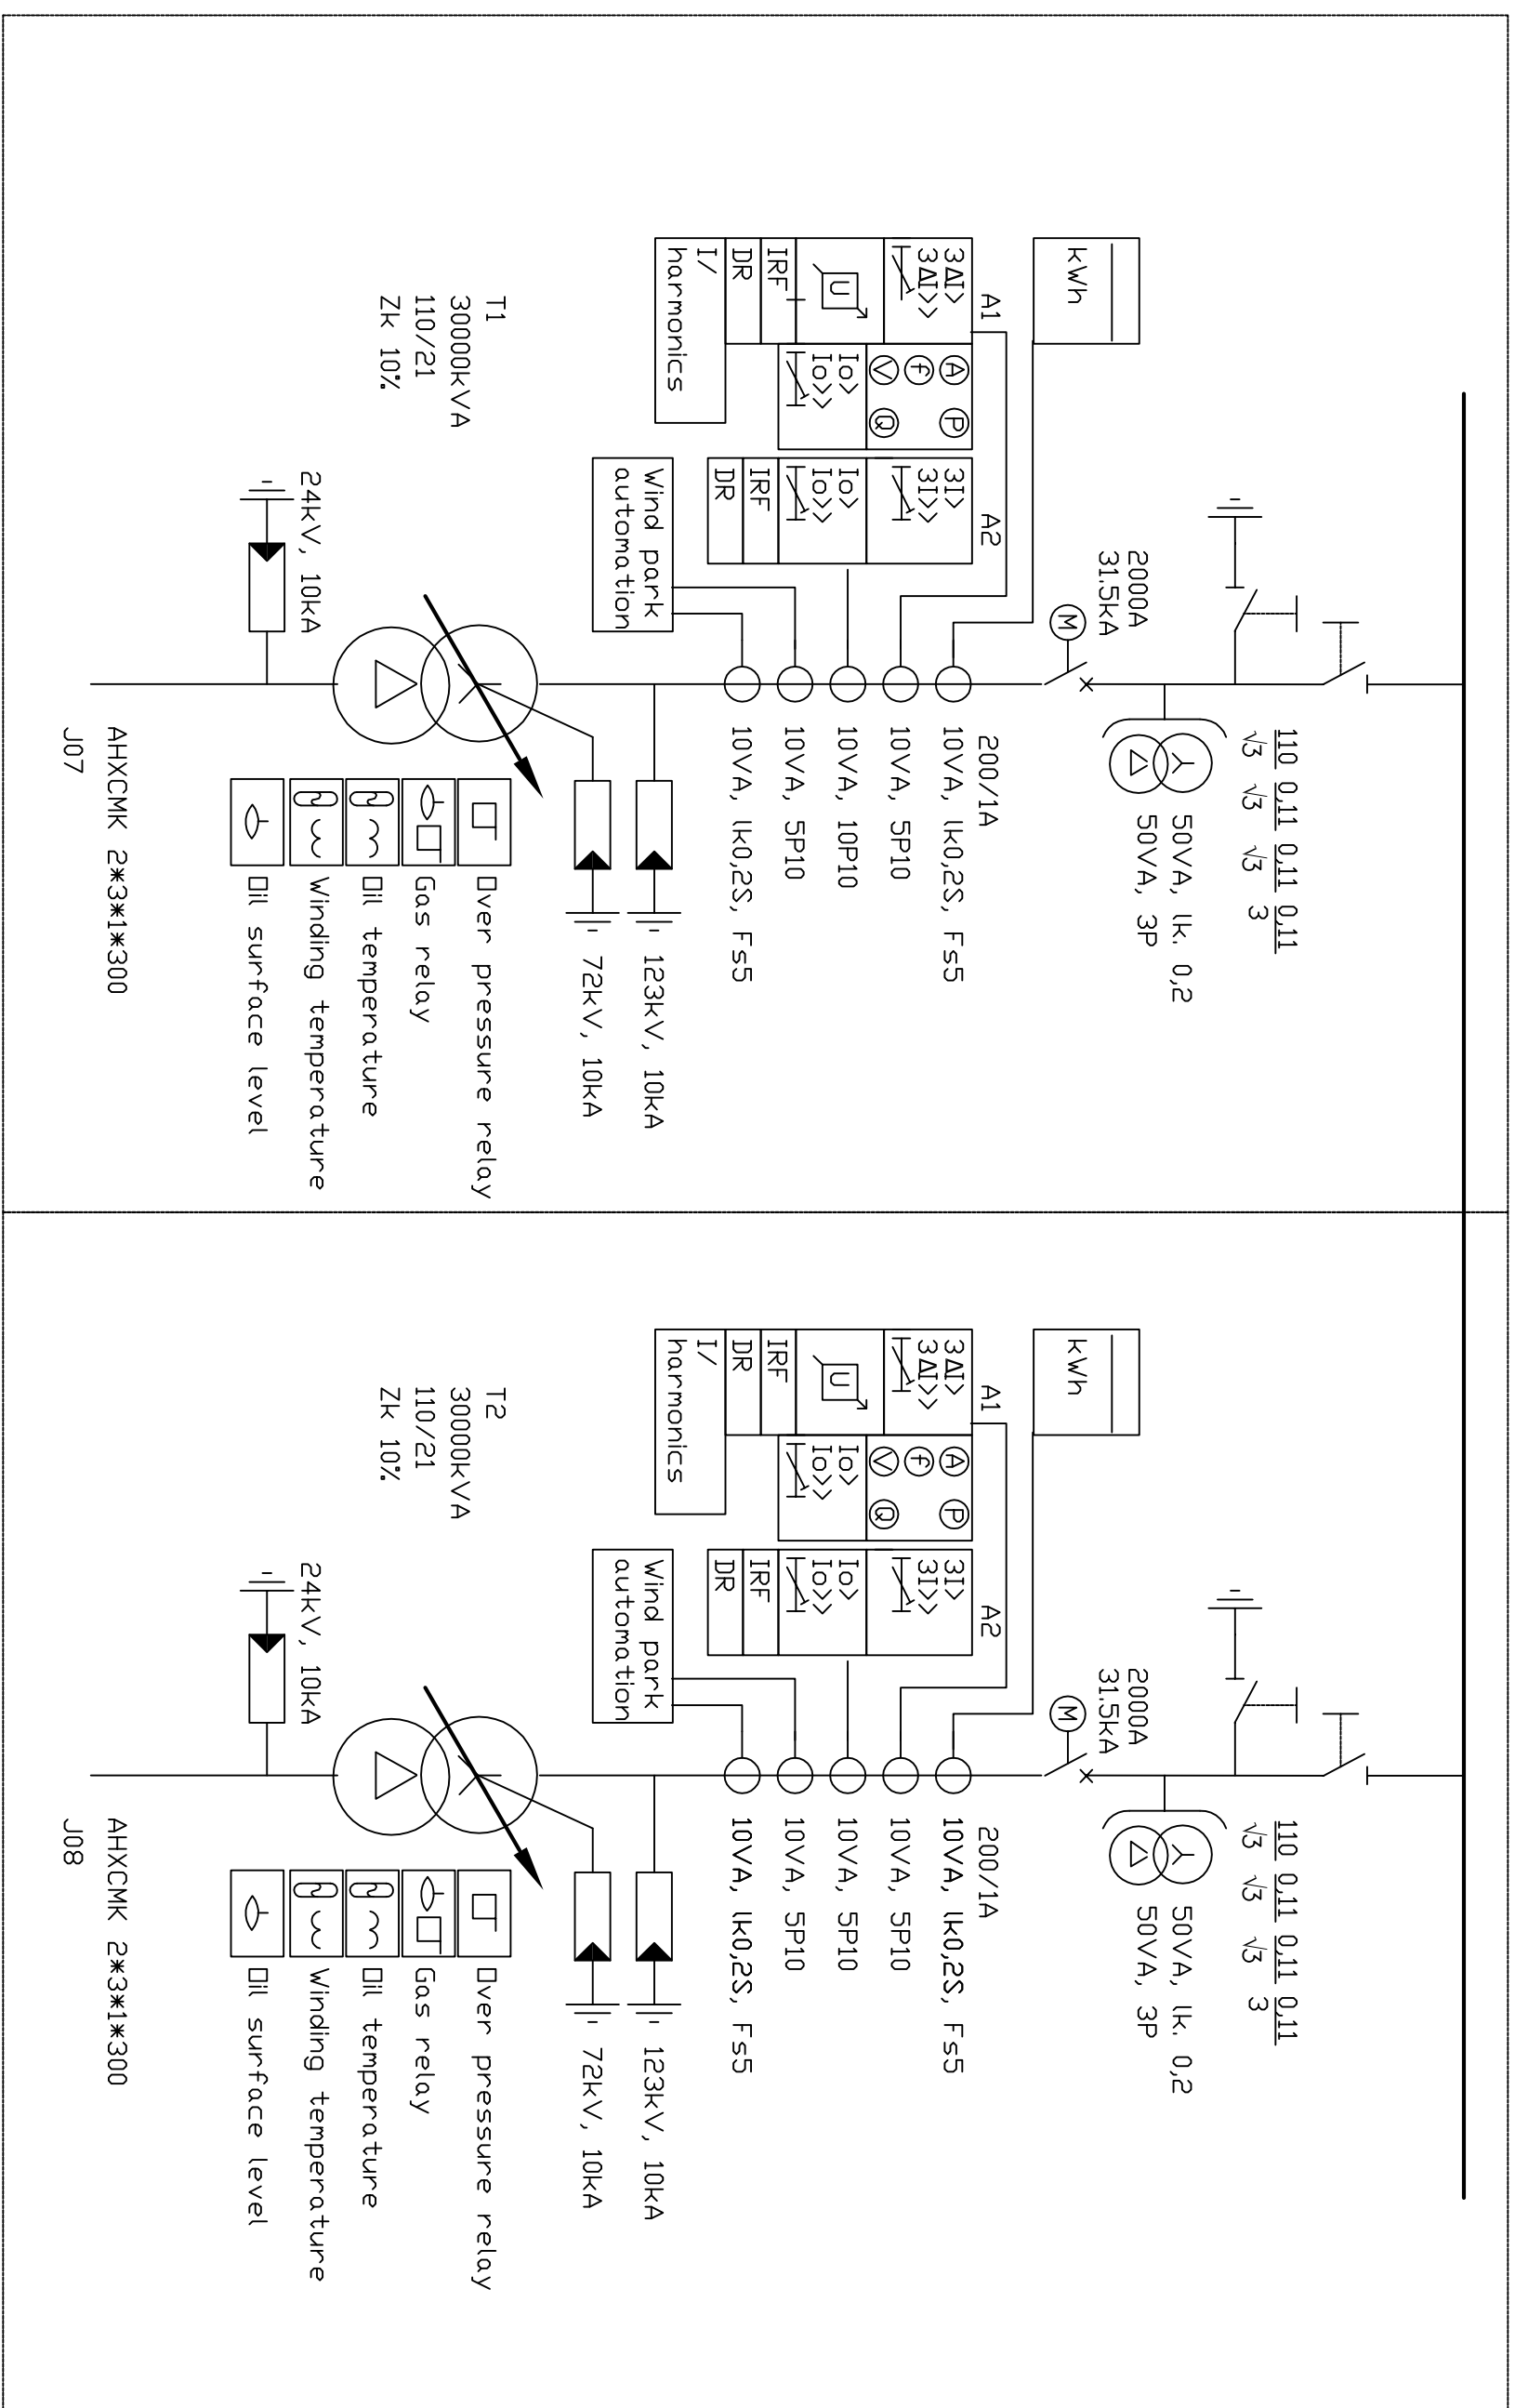 110 0,11 0,11 0,11
√3 √3 √3 3
50VA, lk. 0,2
50VA, 3P
2000A
31.5kA
M
kWh
A1
3ΔI>
3ΔI>>
U
IRF
DR
I/
harmonics
A P
f
V Q
Io>
Io>>
A2
3I>
3I>>
Io>
Io>>
IRF
DR
Wind park
automation
200/1A
10VA, lk0,2S, Fs5
10VA, 5P10
10VA, 10P10
10VA, 5P10
10VA, lk0,2S, Fs5
123kV, 10kA
72kV, 10kA
T1
30000kVA
110/21
Zk 10%
Over pressure relay
Gas relay
Oil temperature
Winding temperature
Oil surface level
24kV, 10kA
AHXCMK 2*3*1*300
J07
110 0,11 0,11 0,11
√3 √3 √3 3
50VA, lk. 0,2
50VA, 3P
2000A
31.5kA
M
kWh
A1
3ΔI>
3ΔI>>
U
IRF
DR
I/
harmonics
A P
f
V Q
Io>
Io>>
A2
3I>
3I>>
Io>
Io>>
IRF
DR
Wind park
automation
200/1A
10VA, lk0,2S, Fs5
10VA, 5P10
10VA, 5P10
10VA, 5P10
10VA, lk0,2S, Fs5
123kV, 10kA
72kV, 10kA
T2
30000kVA
110/21
Zk 10%
Over pressure relay
Gas relay
Oil temperature
Winding temperature
Oil surface level
24kV, 10kA
AHXCMK 2*3*1*300
J08